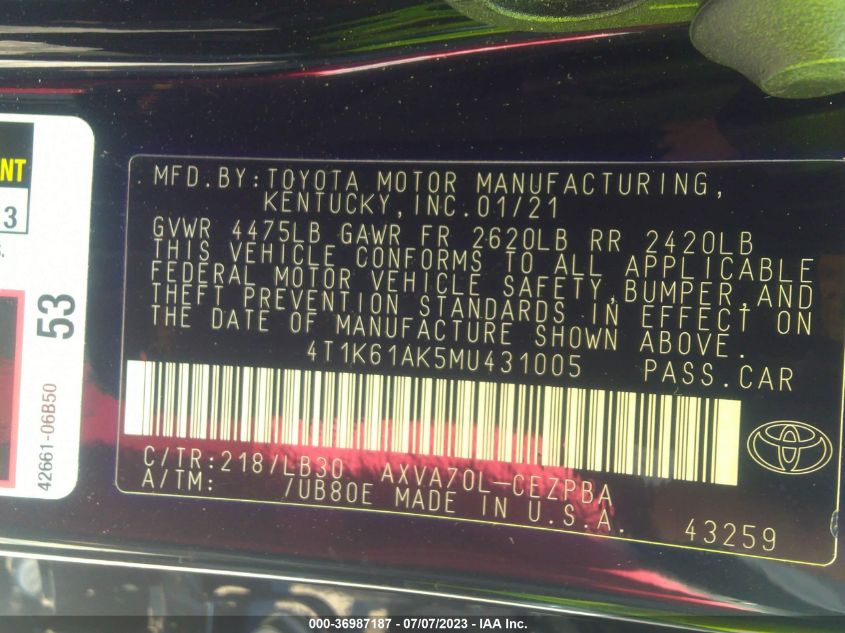 NT
3
S.
53
42661-06B50
MFD.BY:TOYOTA MOTOR MANUFACTURING,
KENTUCKY,INC.01/21
GVWR 4475LB GAWR FR 2620LB RR 2420LB
THIS VEHICLE CONFORMS TO ALL APPLICABLE
FEDERAL MOTOR VEHICLE SAFETY,BUMPER,AND
THEFT PREVENTION STANDARDS IN EFFECT ON
THE DATE OF MANUFACTURE SHOWN ABOVE.
4T1K61AK5MU431005 PASS.CAR
C/TR:218/LB30 AXVA70L-CEZPBA
A/TM: /UB80E MADE IN U.S.A.
43259
000-36987187 - 07/07/2023 - IAA Inc.